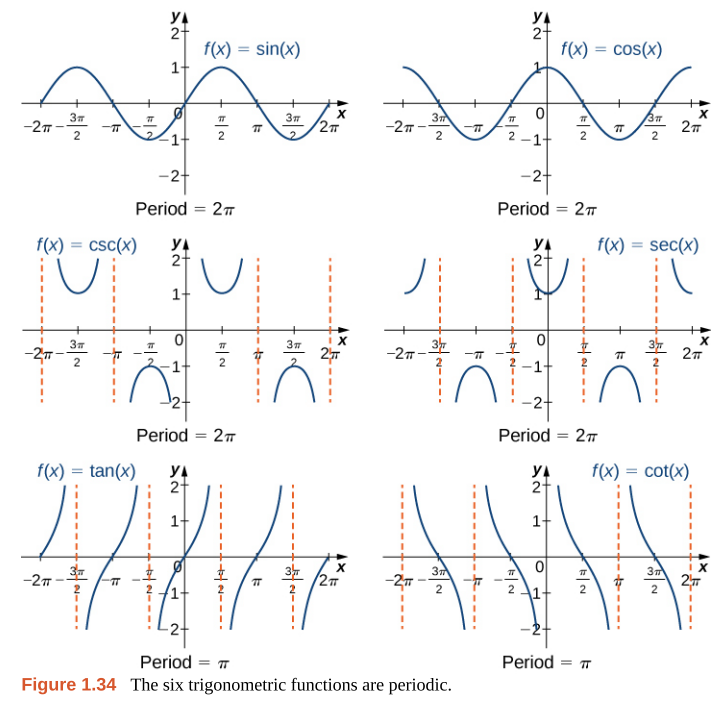 y
2
f(x) = sin(x)
1
0
x
−2π −3π/2 −π −π/2 π/2 π 3π/2 2π
−1
−2
Period = 2π
y
2
f(x) = cos(x)
1
0
x
−2π −3π/2 −π −π/2 π/2 π 3π/2 2π
−1
−2
Period = 2π
f(x) = csc(x)
y
2
1
0
x
−2π −3π/2 −π −π/2 π/2 π 3π/2 2π
−1
−2
Period = 2π
y
f(x) = sec(x)
2
1
0
x
−2π −3π/2 −π −π/2 π/2 π 3π/2 2π
−1
−2
Period = 2π
f(x) = tan(x)
y
2
1
0
x
−2π −3π/2 −π −π/2 π/2 π 3π/2 2π
−1
−2
Period = π
y
f(x) = cot(x)
2
1
0
x
−2π −3π/2 −π −π/2 π/2 π 3π/2 2π
−1
−2
Period = π
Figure 1.34 The six trigonometric functions are periodic.